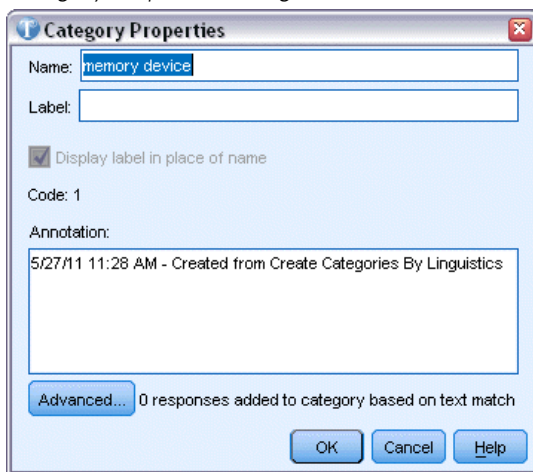 Category Properties
Name: memory device
Label:
Display label in place of name
Code: 1
Annotation:
5/27/11 11:28 AM - Created from Create Categories By Linguistics
Advanced... 0 responses added to category based on text match
OK Cancel Help